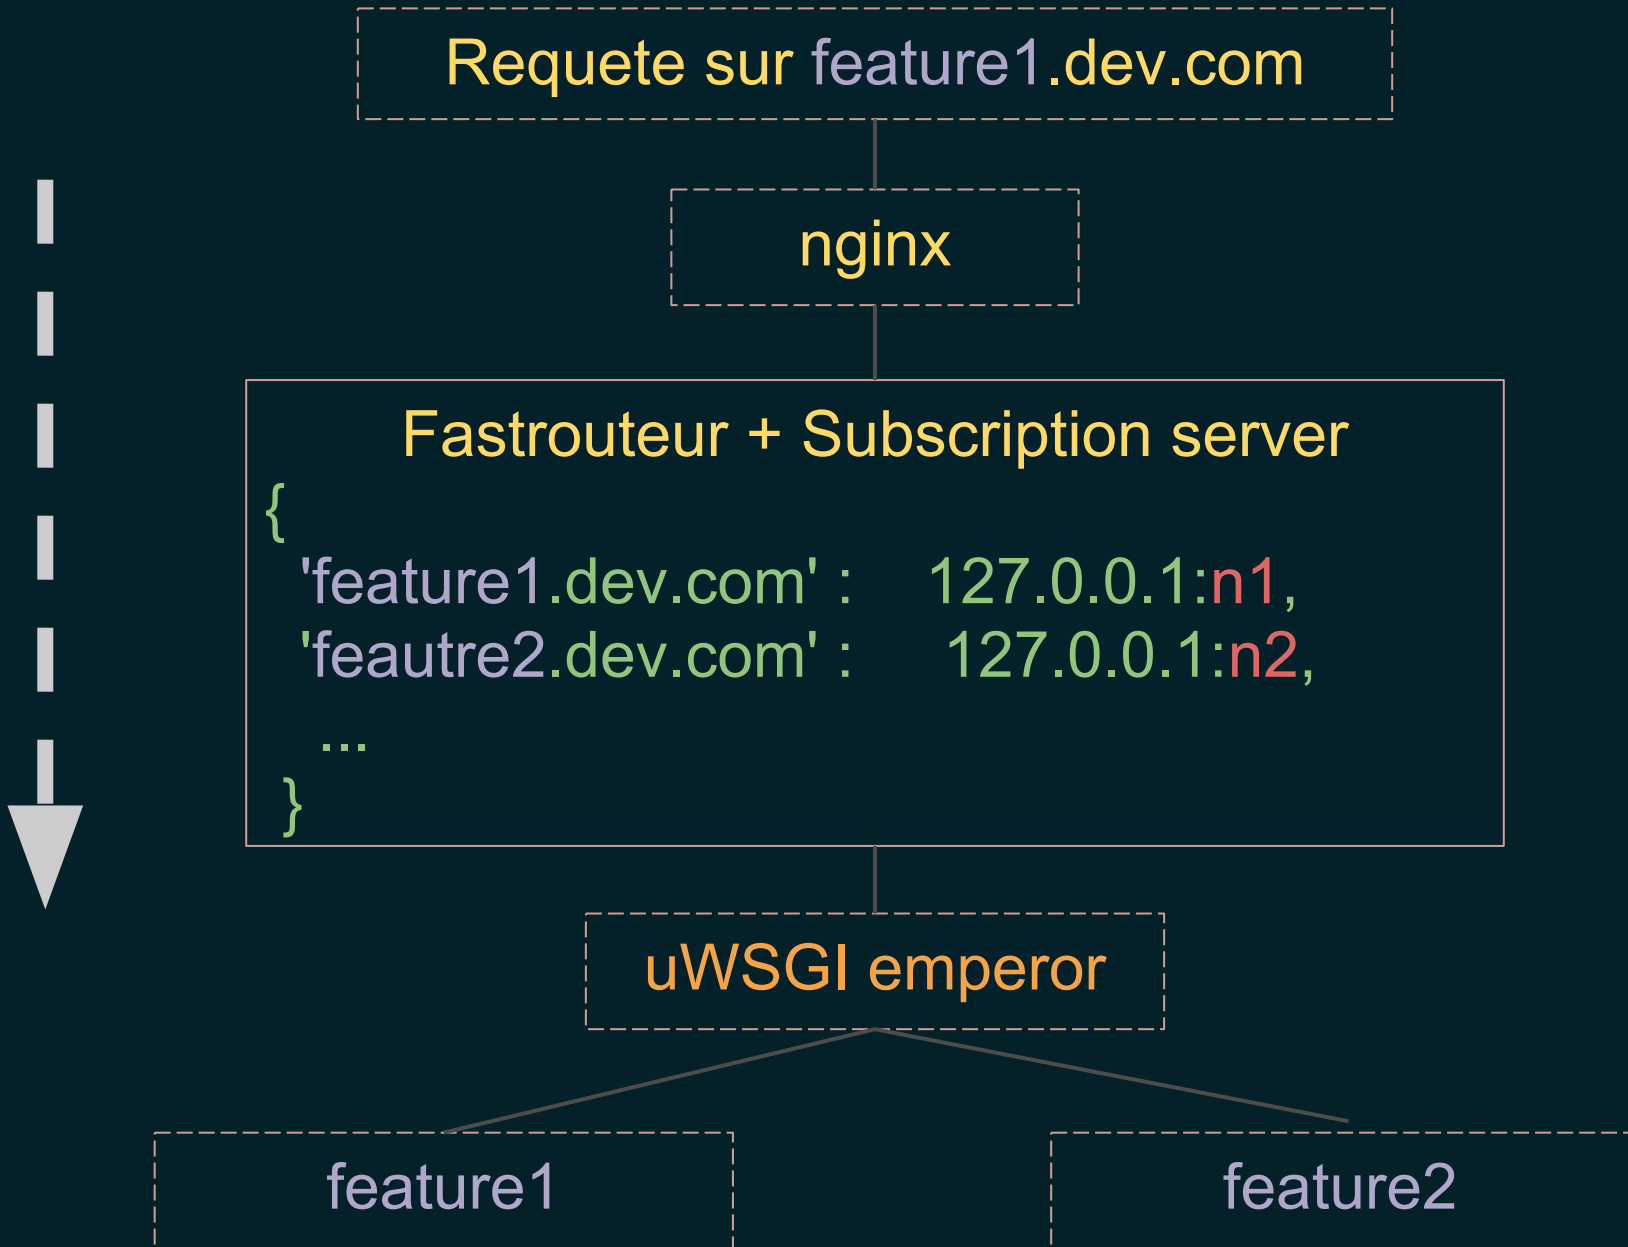 Requete sur feature1.dev.com
nginx
Fastrouteur + Subscription server
{
'feature1.dev.com' : 127.0.0.1:n1,
'feautre2.dev.com' : 127.0.0.1:n2,
...
}
uWSGI emperor
feature1
feature2